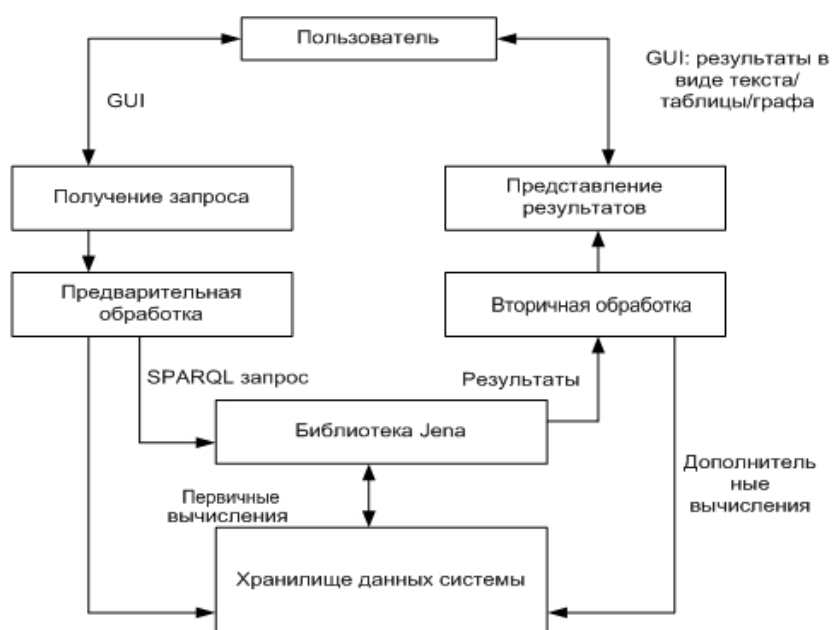 Пользователь
GUI: результаты в
виде текста/
таблицы/графа
GUI
Получение запроса
Представление
результатов
Предварительная
обработка
Вторичная обработка
SPARQL запрос
Результаты
Библиотека Jena
Дополнитель
ные
вычисления
Первичные
вычисления
Хранилище данных системы